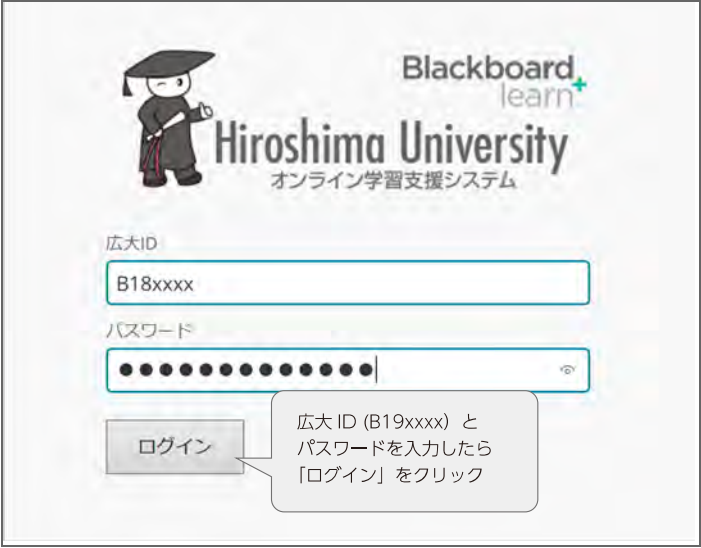 Blackboard
learn+
Hiroshima University
オンライン学習支援システム
広大ID
B18xxxx
パスワード
●●●●●●●●●●●●●
ログイン
広大 ID (B19xxxx) と
パスワードを入力したら
「ログイン」をクリック